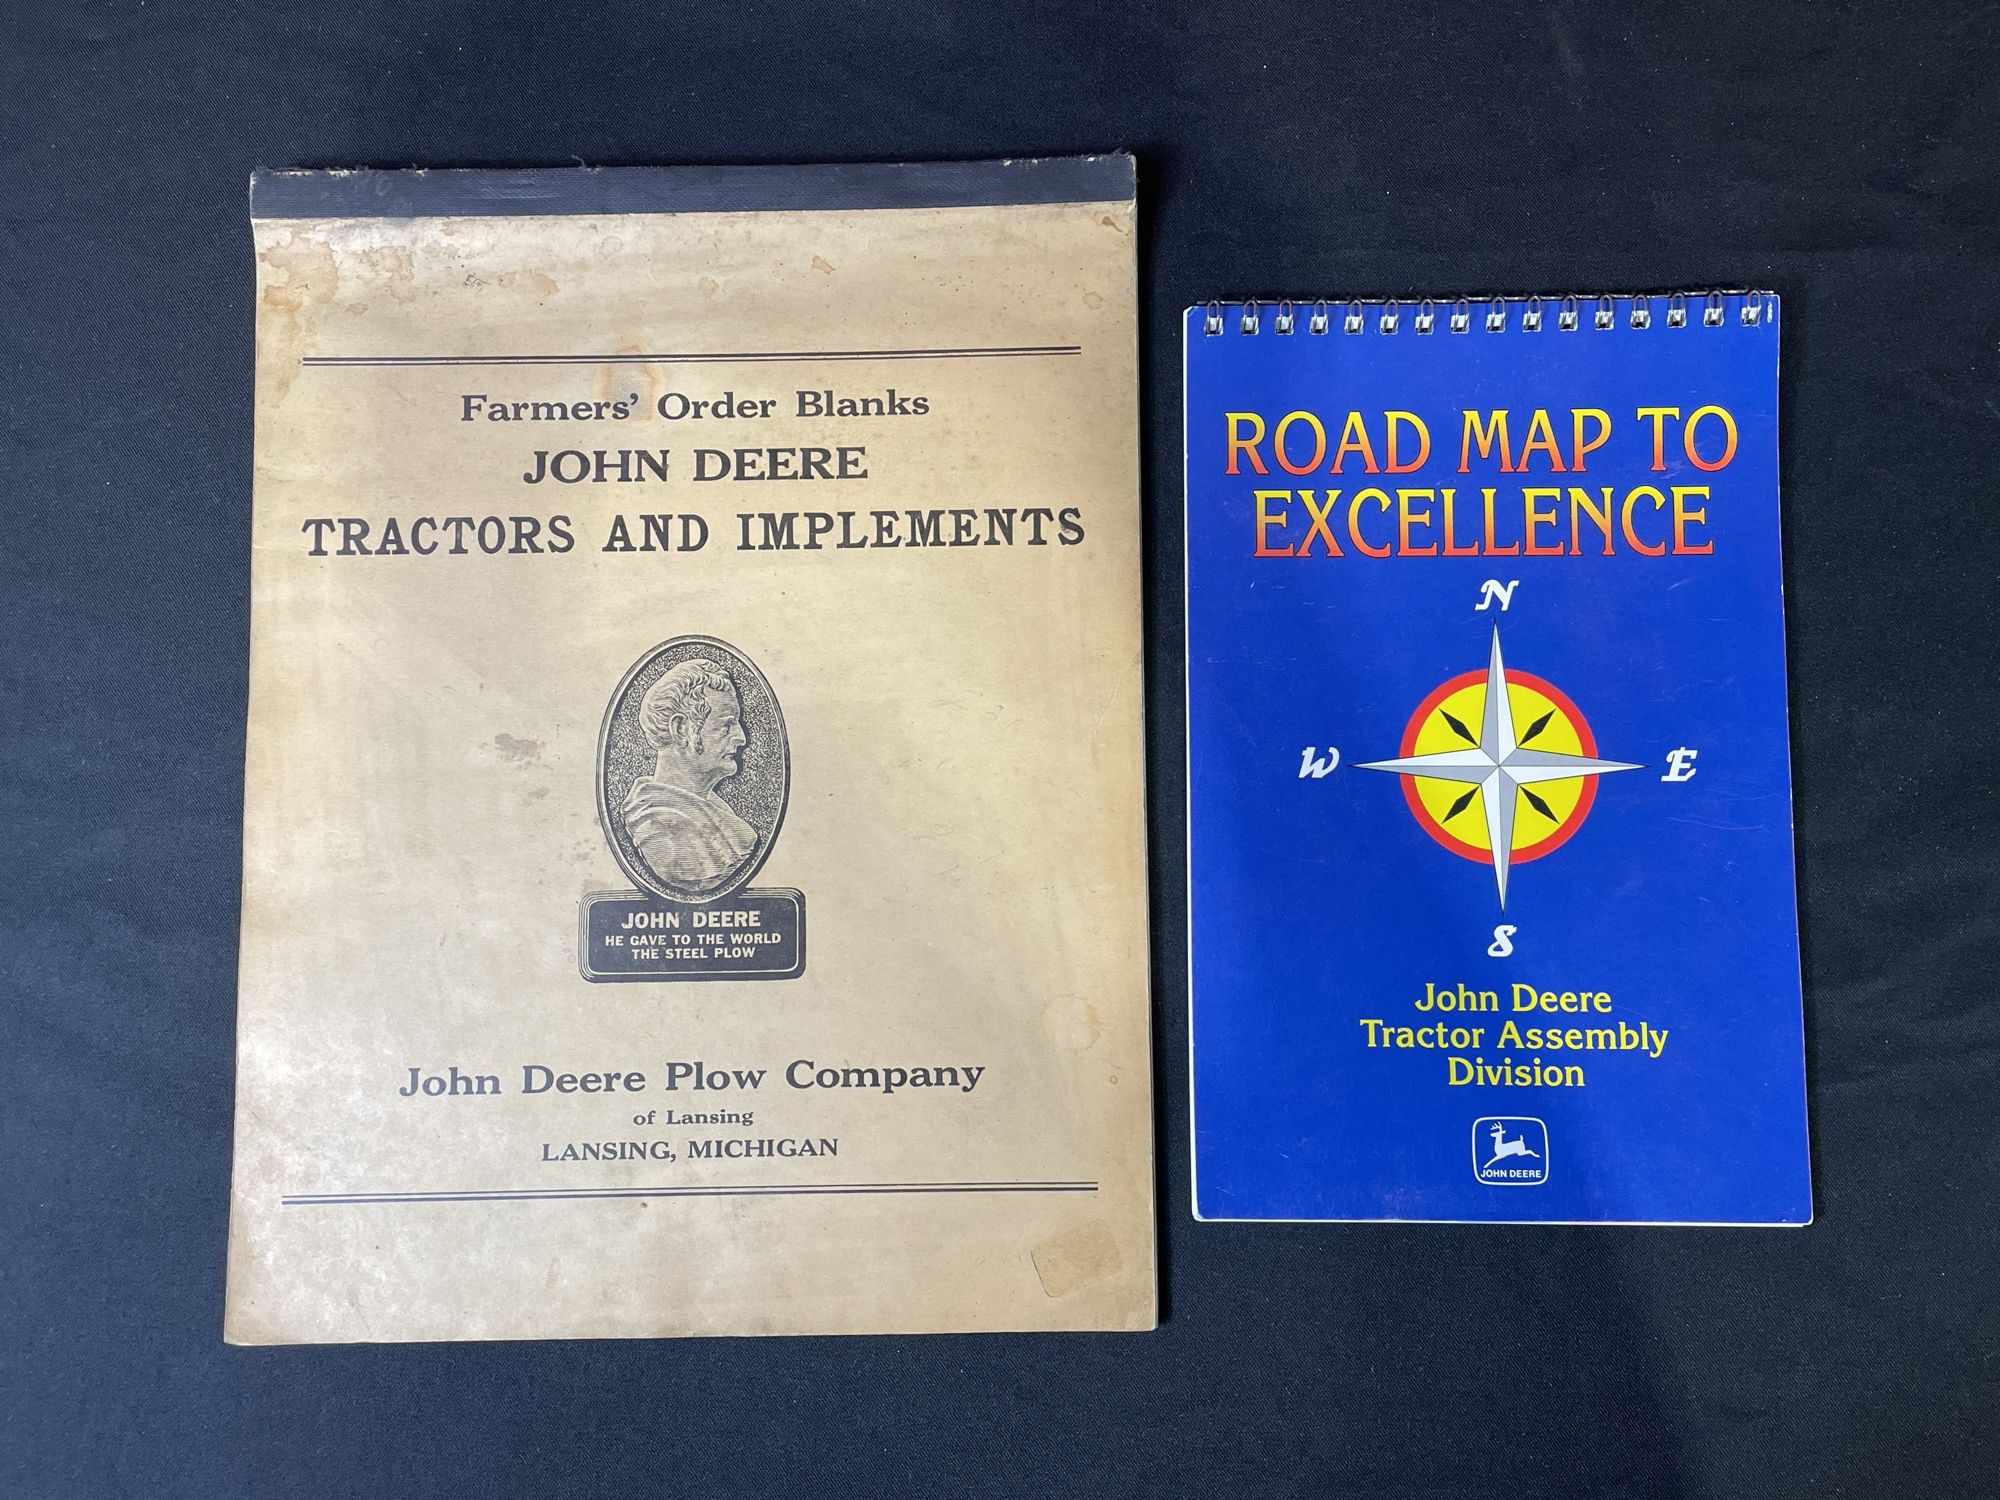 Farmers' Order Blanks
JOHN DEERE
TRACTORS AND IMPLEMENTS
JOHN DEERE
HE GAVE TO THE WORLD
THE STEEL PLOW
John Deere Plow Company
of Lansing
LANSING, MICHIGAN
ROAD MAP TO
EXCELLENCE
N
W E
S
John Deere
Tractor Assembly
Division
JOHN DEERE